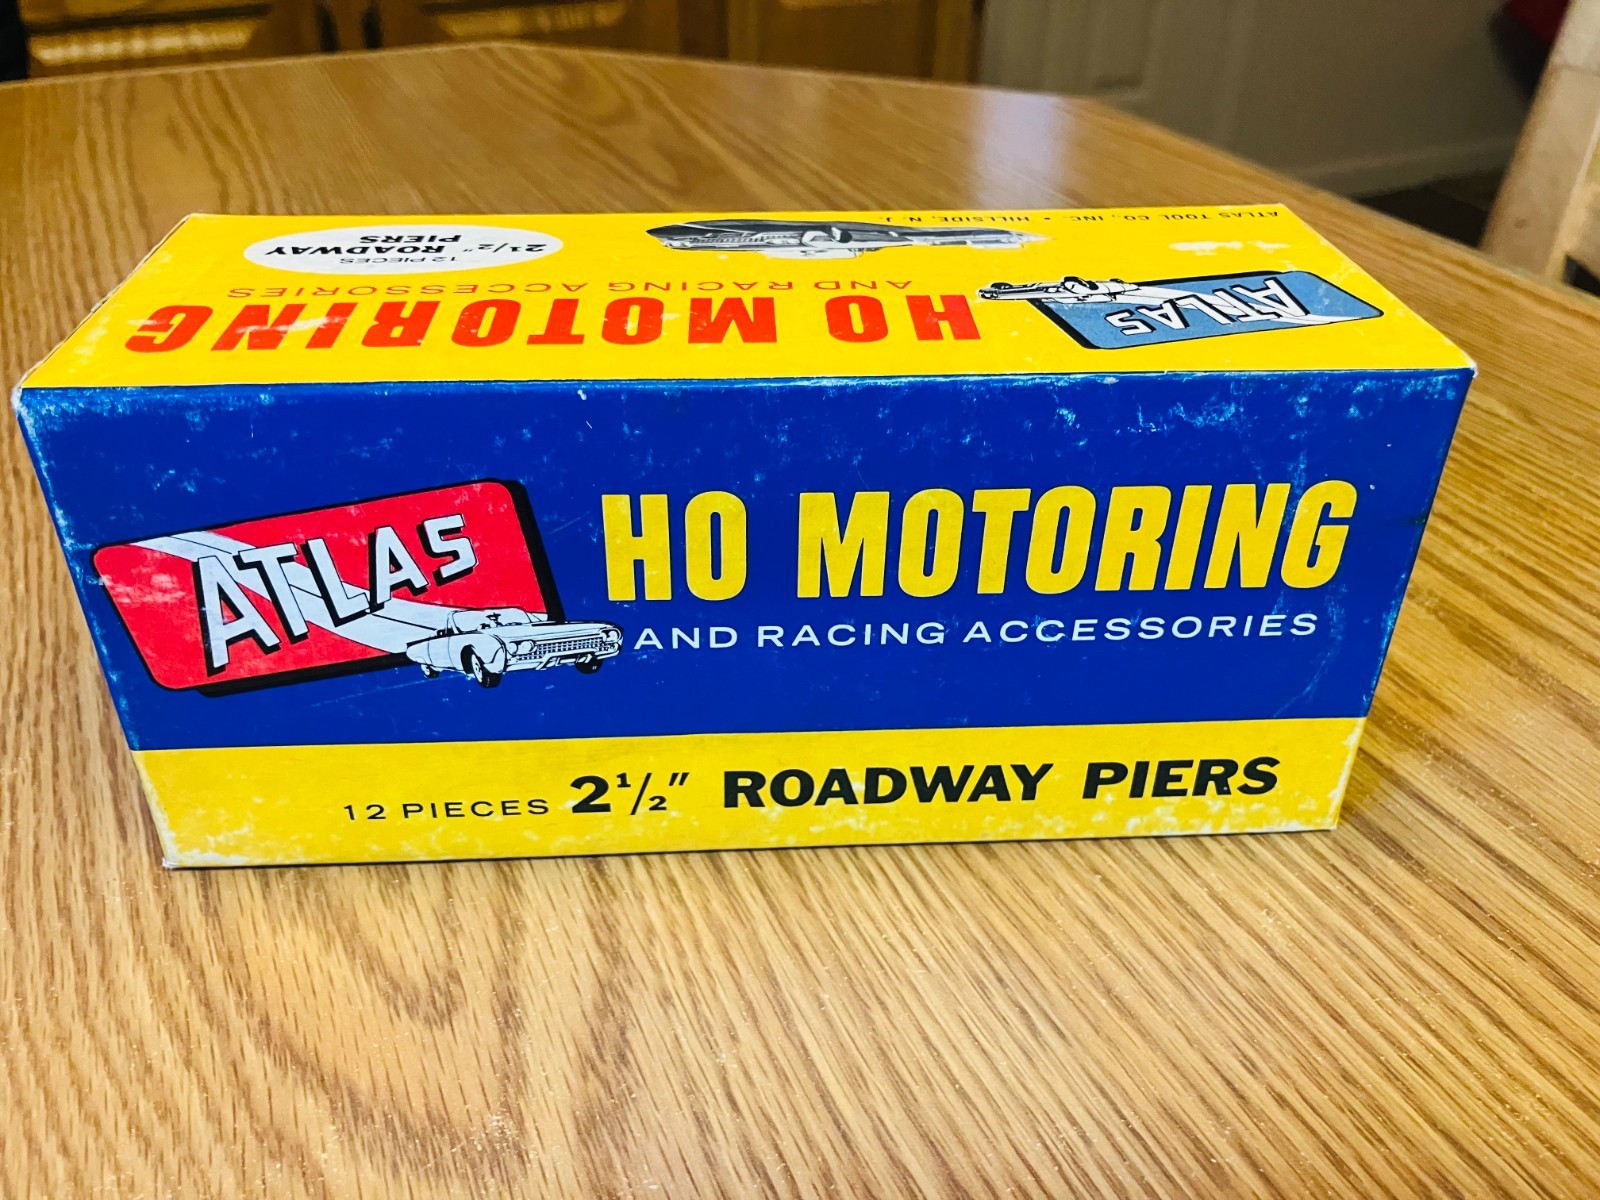 ATLAS TOOL CO., INC. • HILLSIDE, N. J.
ATLAS
HO MOTORING
AND RACING ACCESSORIES
12 PIECES
2 1/2" ROADWAY
PIERS
ATLAS
HO MOTORING
AND RACING ACCESSORIES
12 PIECES 2 1/2" ROADWAY PIERS